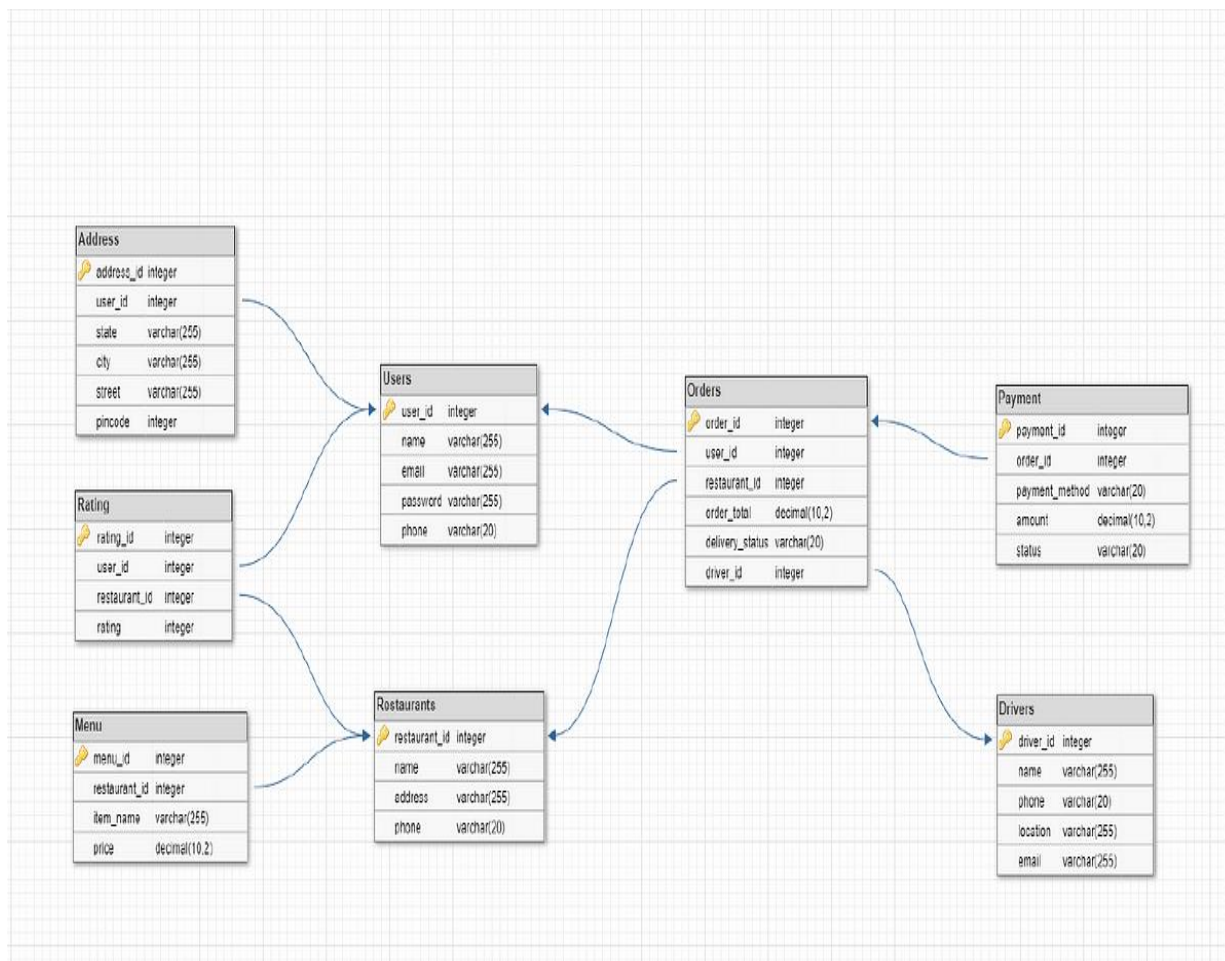 Address
address_id integer
user_id integer
state varchar(255)
city varchar(255)
street varchar(255)
pincode integer
Rating
rating_id integer
user_id integer
restaurant_id integer
rating integer
Menu
menu_id integer
restaurant_id integer
item_name varchar(255)
price decimal(10,2)
Users
user_id integer
name varchar(255)
email varchar(255)
password varchar(255)
phone varchar(20)
Restaurants
restaurant_id integer
name varchar(255)
address varchar(255)
phone varchar(20)
Orders
order_id integer
user_id integer
restaurant_id integer
order_total decimal(10,2)
delivery_status varchar(20)
driver_id integer
Payment
payment_id integer
order_id integer
payment_method varchar(20)
amount decimal(10,2)
status varchar(20)
Drivers
driver_id integer
name varchar(255)
phone varchar(20)
location varchar(255)
email varchar(255)